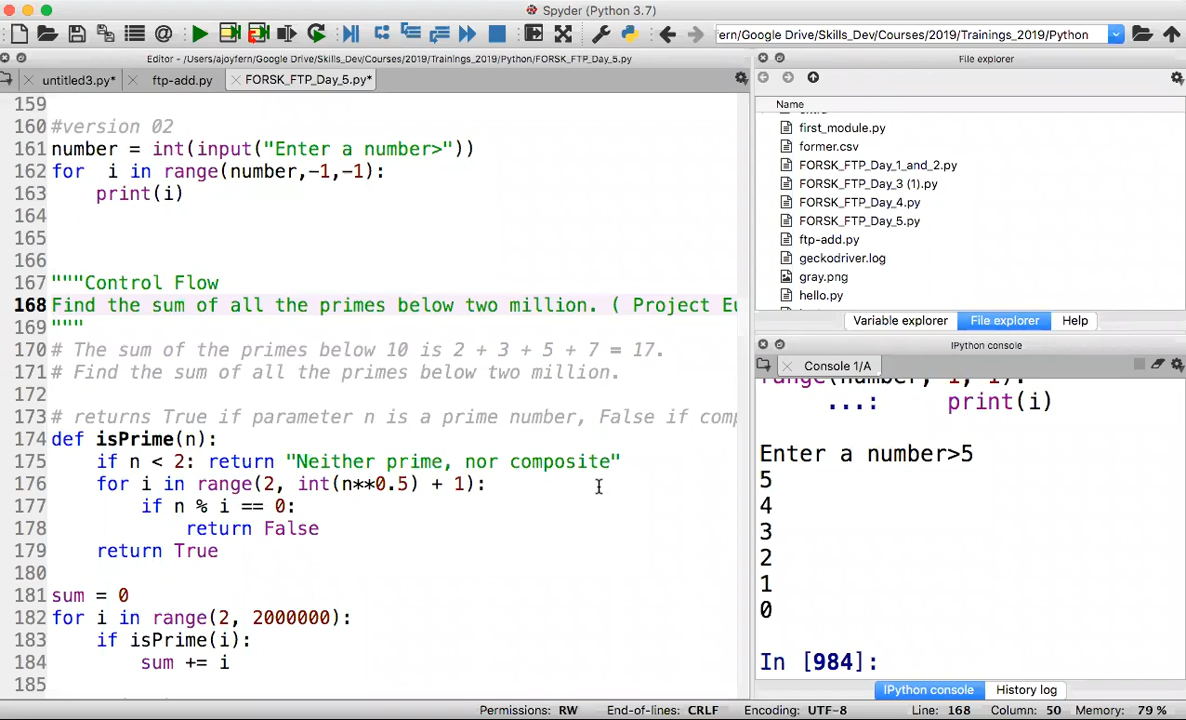 Spyder (Python 3.7)
ern/Google Drive/Skills_Dev/Courses/2019/Trainings_2019/Python
Editor - /Users/ajoyfern/Google Drive/Skills_Dev/Courses/2019/Trainings_2019/Python/FORSK_FTP_Day_5.py
untitled3.py*
ftp-add.py
FORSK_FTP_Day_5.py*
159
160 #version 02
161 number = int(input("Enter a number>"))
162 for  i in range(number,-1,-1):
163     print(i)
164
165
166
167 """Control Flow
168 Find the sum of all the primes below two million. ( Project Eu
169 """
170 # The sum of the primes below 10 is 2 + 3 + 5 + 7 = 17.
171 # Find the sum of all the primes below two million.
172
173 # returns True if parameter n is a prime number, False if comp
174 def isPrime(n):
175     if n < 2: return "Neither prime, nor composite"
176     for i in range(2, int(n**0.5) + 1):
177         if n % i == 0:
178             return False
179     return True
180
181 sum = 0
182 for i in range(2, 2000000):
183     if isPrime(i):
184         sum += i
185
File explorer
Name
first_module.py
former.csv
FORSK_FTP_Day_1_and_2.py
FORSK_FTP_Day_3 (1).py
FORSK_FTP_Day_4.py
FORSK_FTP_Day_5.py
ftp-add.py
geckodriver.log
gray.png
hello.py
Variable explorer
File explorer
Help
IPython console
Console 1/A
range(number,-1,-1):
...:     print(i)
Enter a number>5
5
4
3
2
1
0
In [984]:
IPython console
History log
Permissions: RW
End-of-lines: CRLF
Encoding: UTF-8
Line: 168
Column: 50
Memory: 79 %